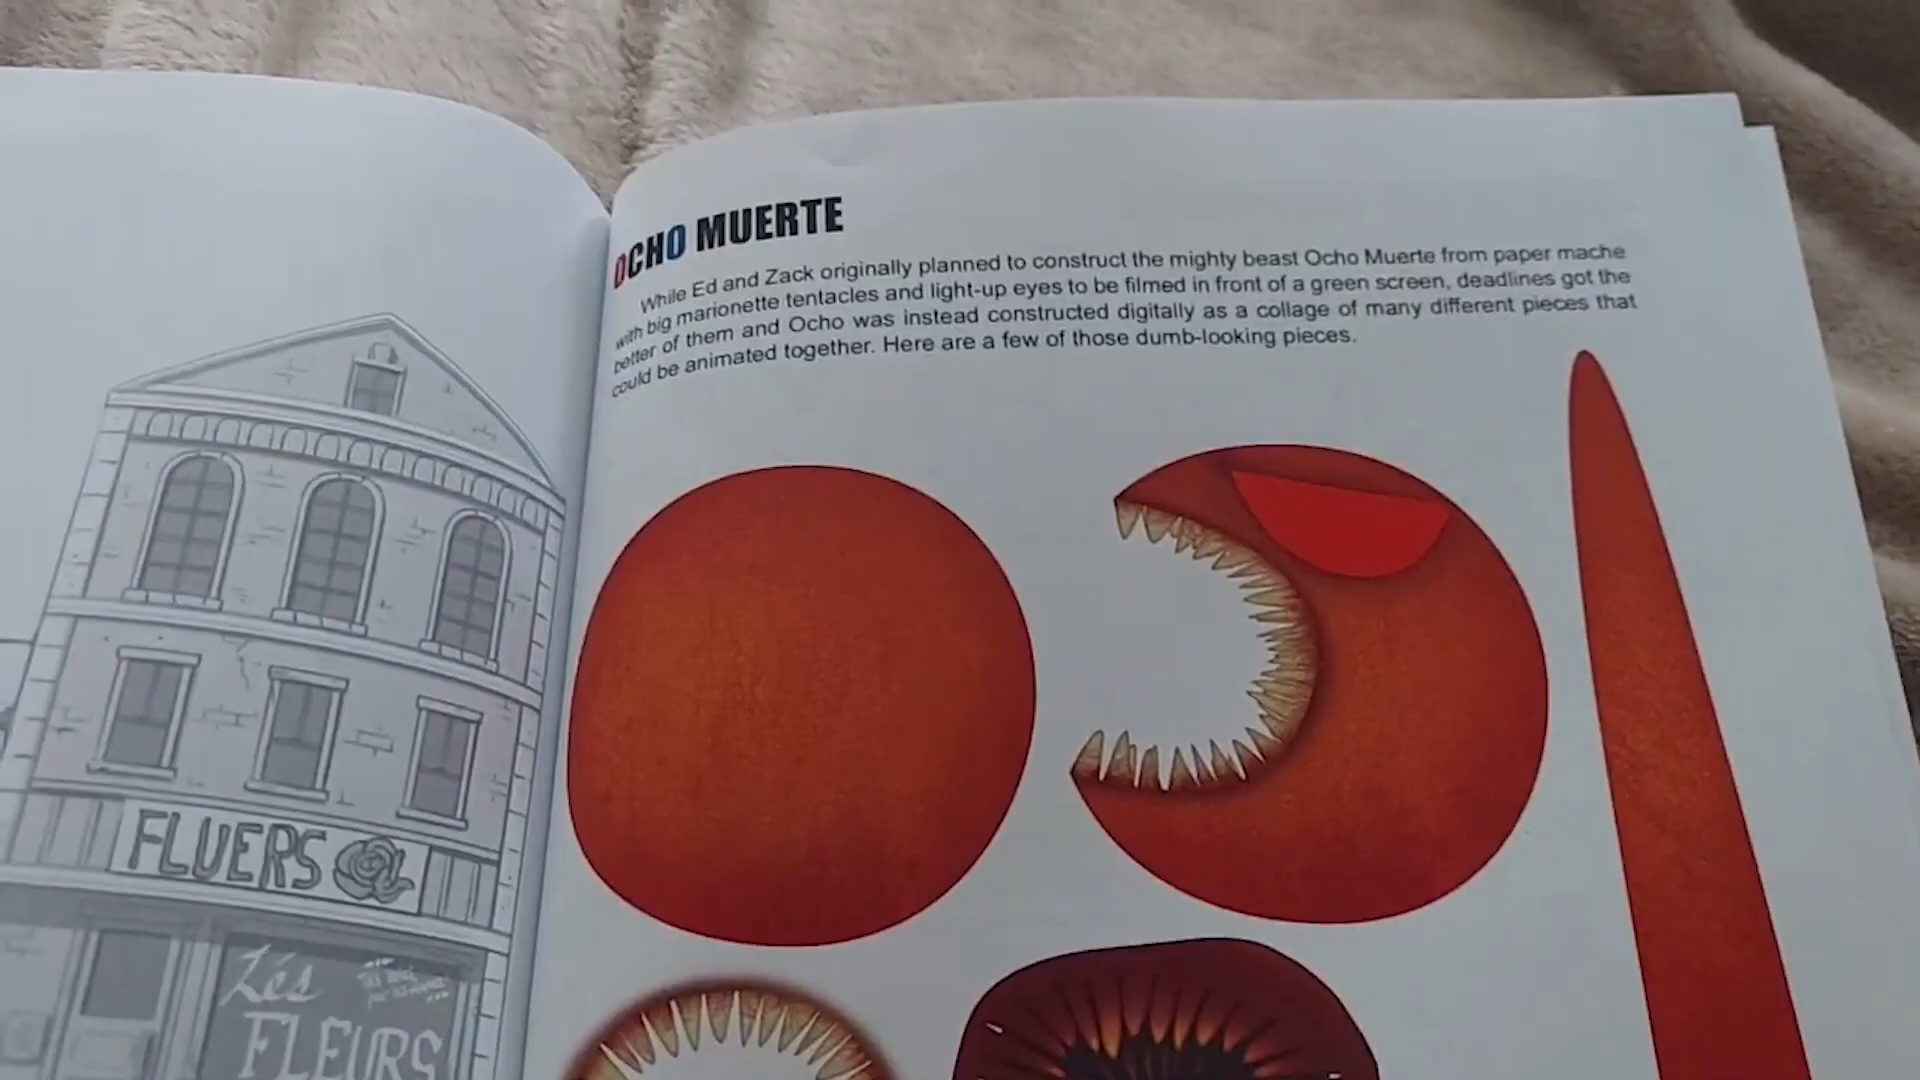 FLUERS
Lés
FLEURS
OCHO MUERTE
While Ed and Zack originally planned to construct the mighty beast Ocho Muerte from paper mache
with big marionette tentacles and light-up eyes to be filmed in front of a green screen, deadlines got the
better of them and Ocho was instead constructed digitally as a collage of many different pieces that
could be animated together. Here are a few of those dumb-looking pieces.